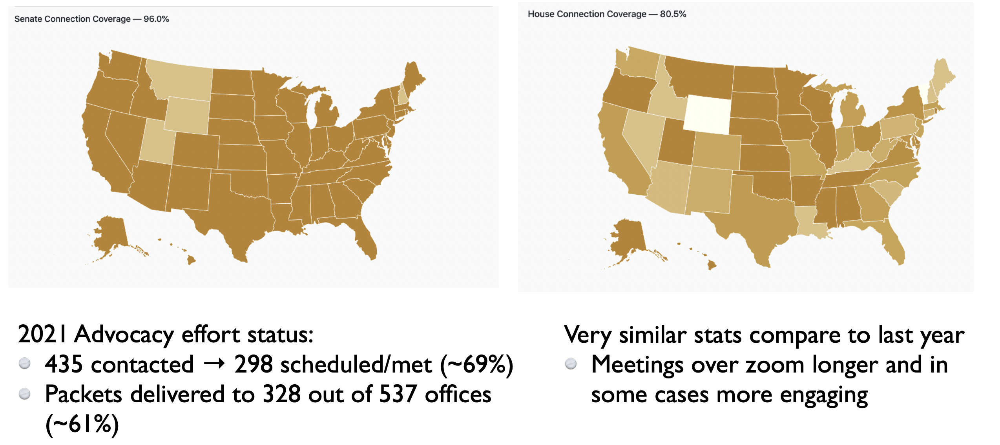 Senate Connection Coverage — 96.0%
House Connection Coverage — 80.5%
2021 Advocacy effort status:
435 contacted → 298 scheduled/met (~69%)
Packets delivered to 328 out of 537 offices
(~61%)
Very similar stats compare to last year
Meetings over zoom longer and in
some cases more engaging